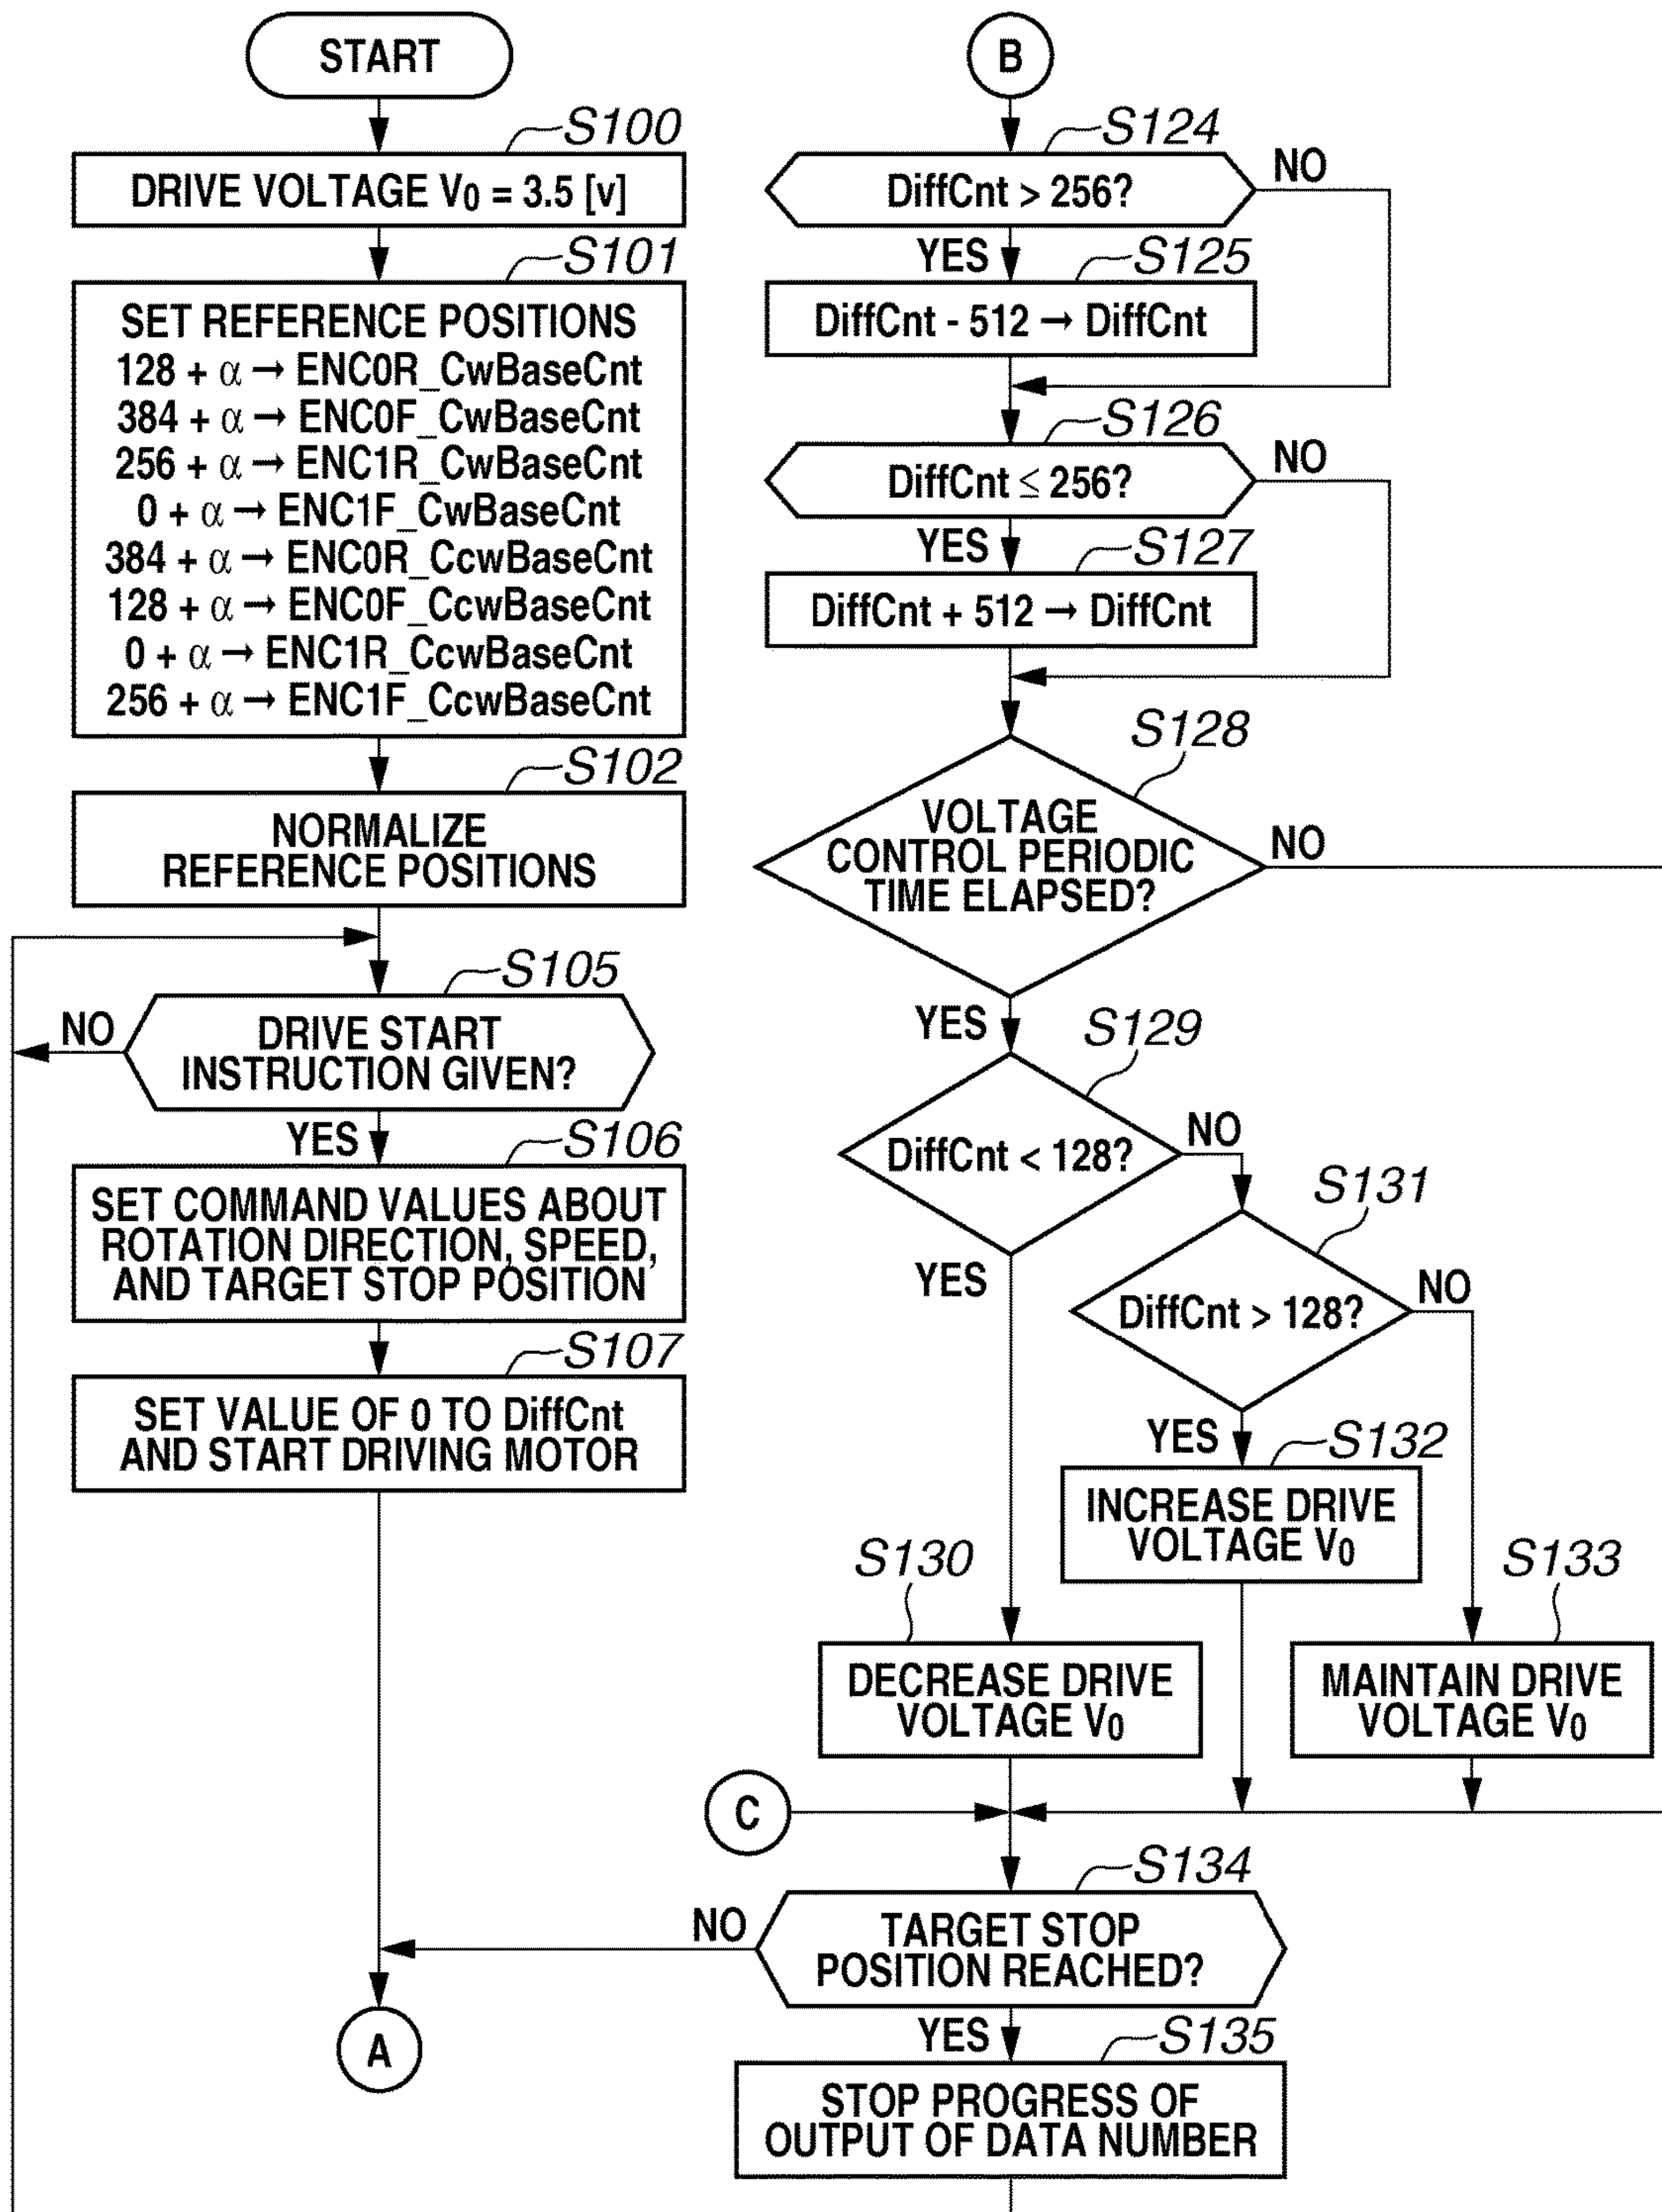 START
S100
DRIVE VOLTAGE V0 = 3.5 [v]
S101
SET REFERENCE POSITIONS
128 + α → ENC0R_CwBaseCnt
384 + α → ENC0F_CwBaseCnt
256 + α → ENC1R_CwBaseCnt
0 + α → ENC1F_CwBaseCnt
384 + α → ENC0R_CcwBaseCnt
128 + α → ENC0F_CcwBaseCnt
0 + α → ENC1R_CcwBaseCnt
256 + α → ENC1F_CcwBaseCnt
S102
NORMALIZE
REFERENCE POSITIONS
S105
DRIVE START
INSTRUCTION GIVEN?
NO
YES
S106
SET COMMAND VALUES ABOUT
ROTATION DIRECTION, SPEED,
AND TARGET STOP POSITION
S107
SET VALUE OF 0 TO DiffCnt
AND START DRIVING MOTOR
A
B
S124
DiffCnt > 256?
NO
YES
S125
DiffCnt - 512 → DiffCnt
S126
DiffCnt ≤ 256?
NO
YES
S127
DiffCnt + 512 → DiffCnt
S128
VOLTAGE
CONTROL PERIODIC
TIME ELAPSED?
NO
YES
S129
DiffCnt < 128?
NO
YES
S131
DiffCnt > 128?
NO
YES
S132
INCREASE DRIVE
VOLTAGE V0
S130
DECREASE DRIVE
VOLTAGE V0
S133
MAINTAIN DRIVE
VOLTAGE V0
C
S134
TARGET STOP
POSITION REACHED?
NO
YES
S135
STOP PROGRESS OF
OUTPUT OF DATA NUMBER